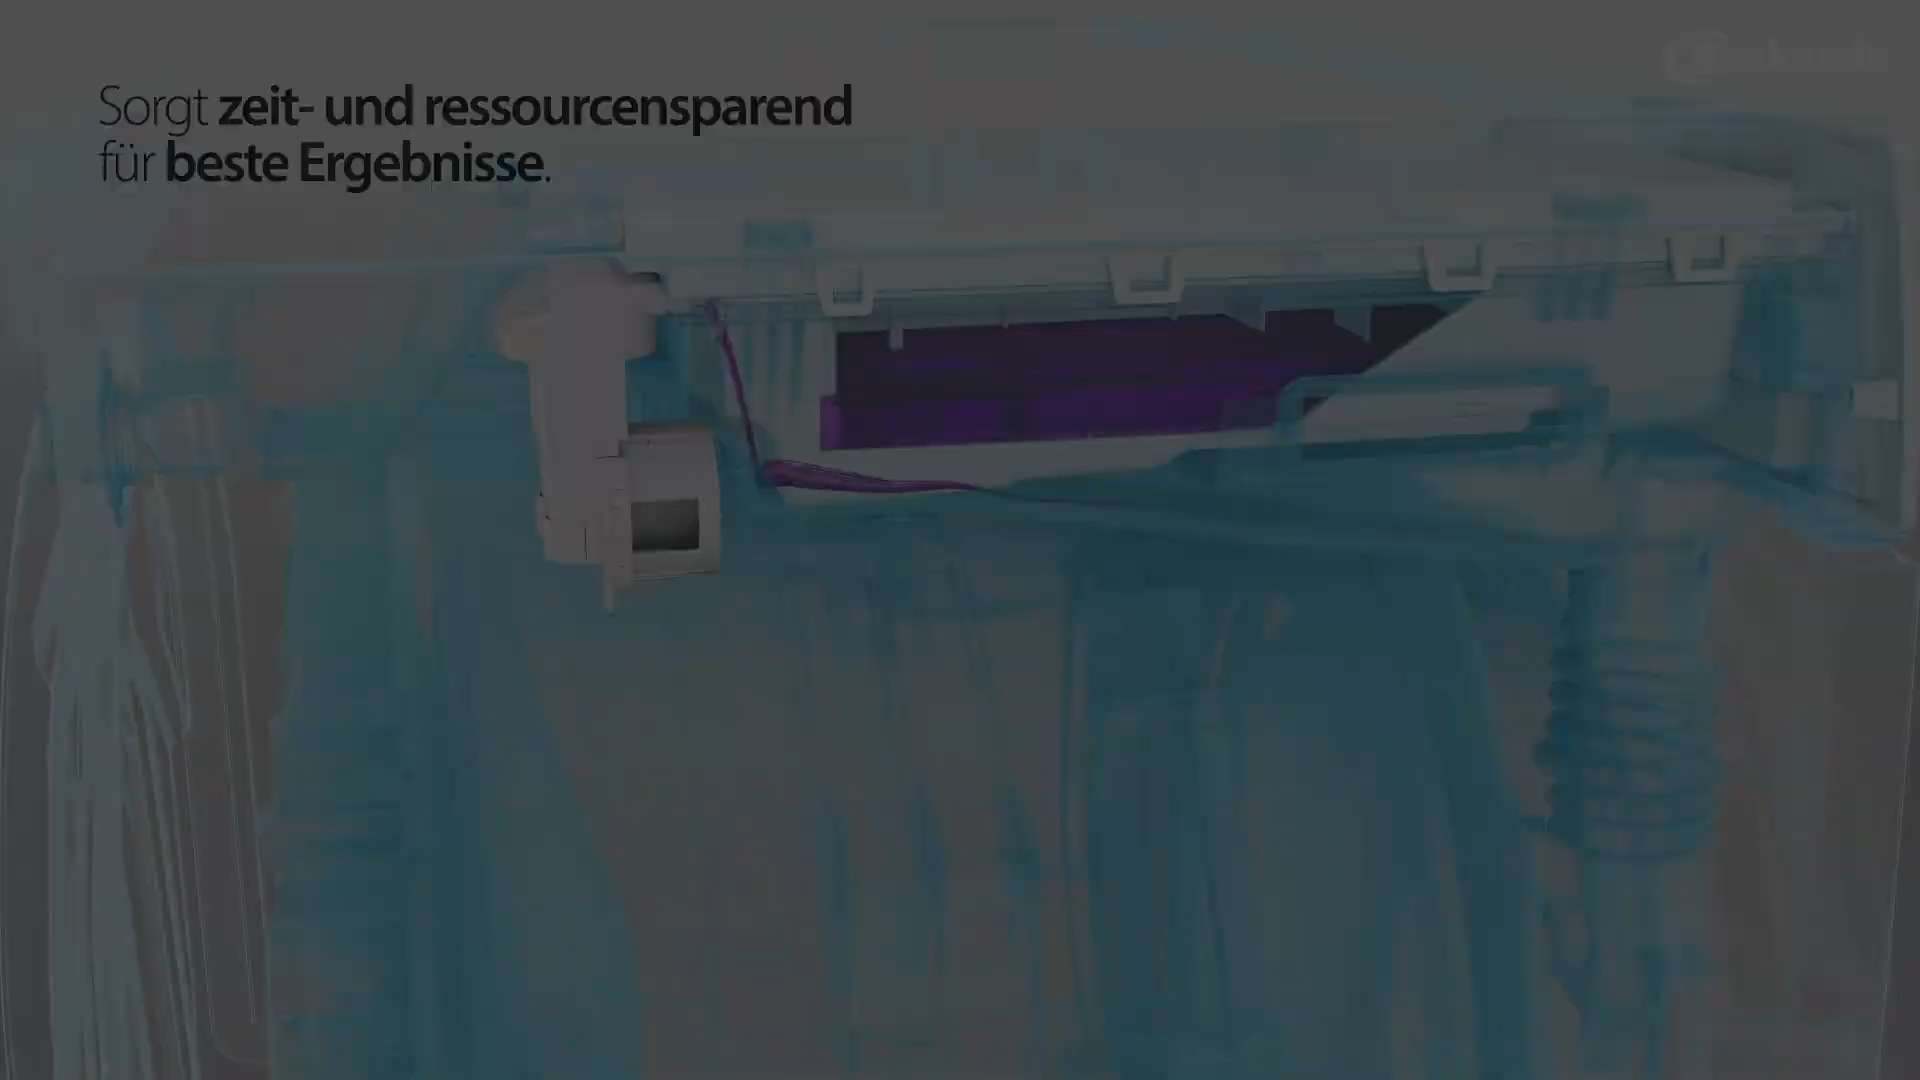 Sorgt zeit- und ressourcensparend
für beste Ergebnisse.